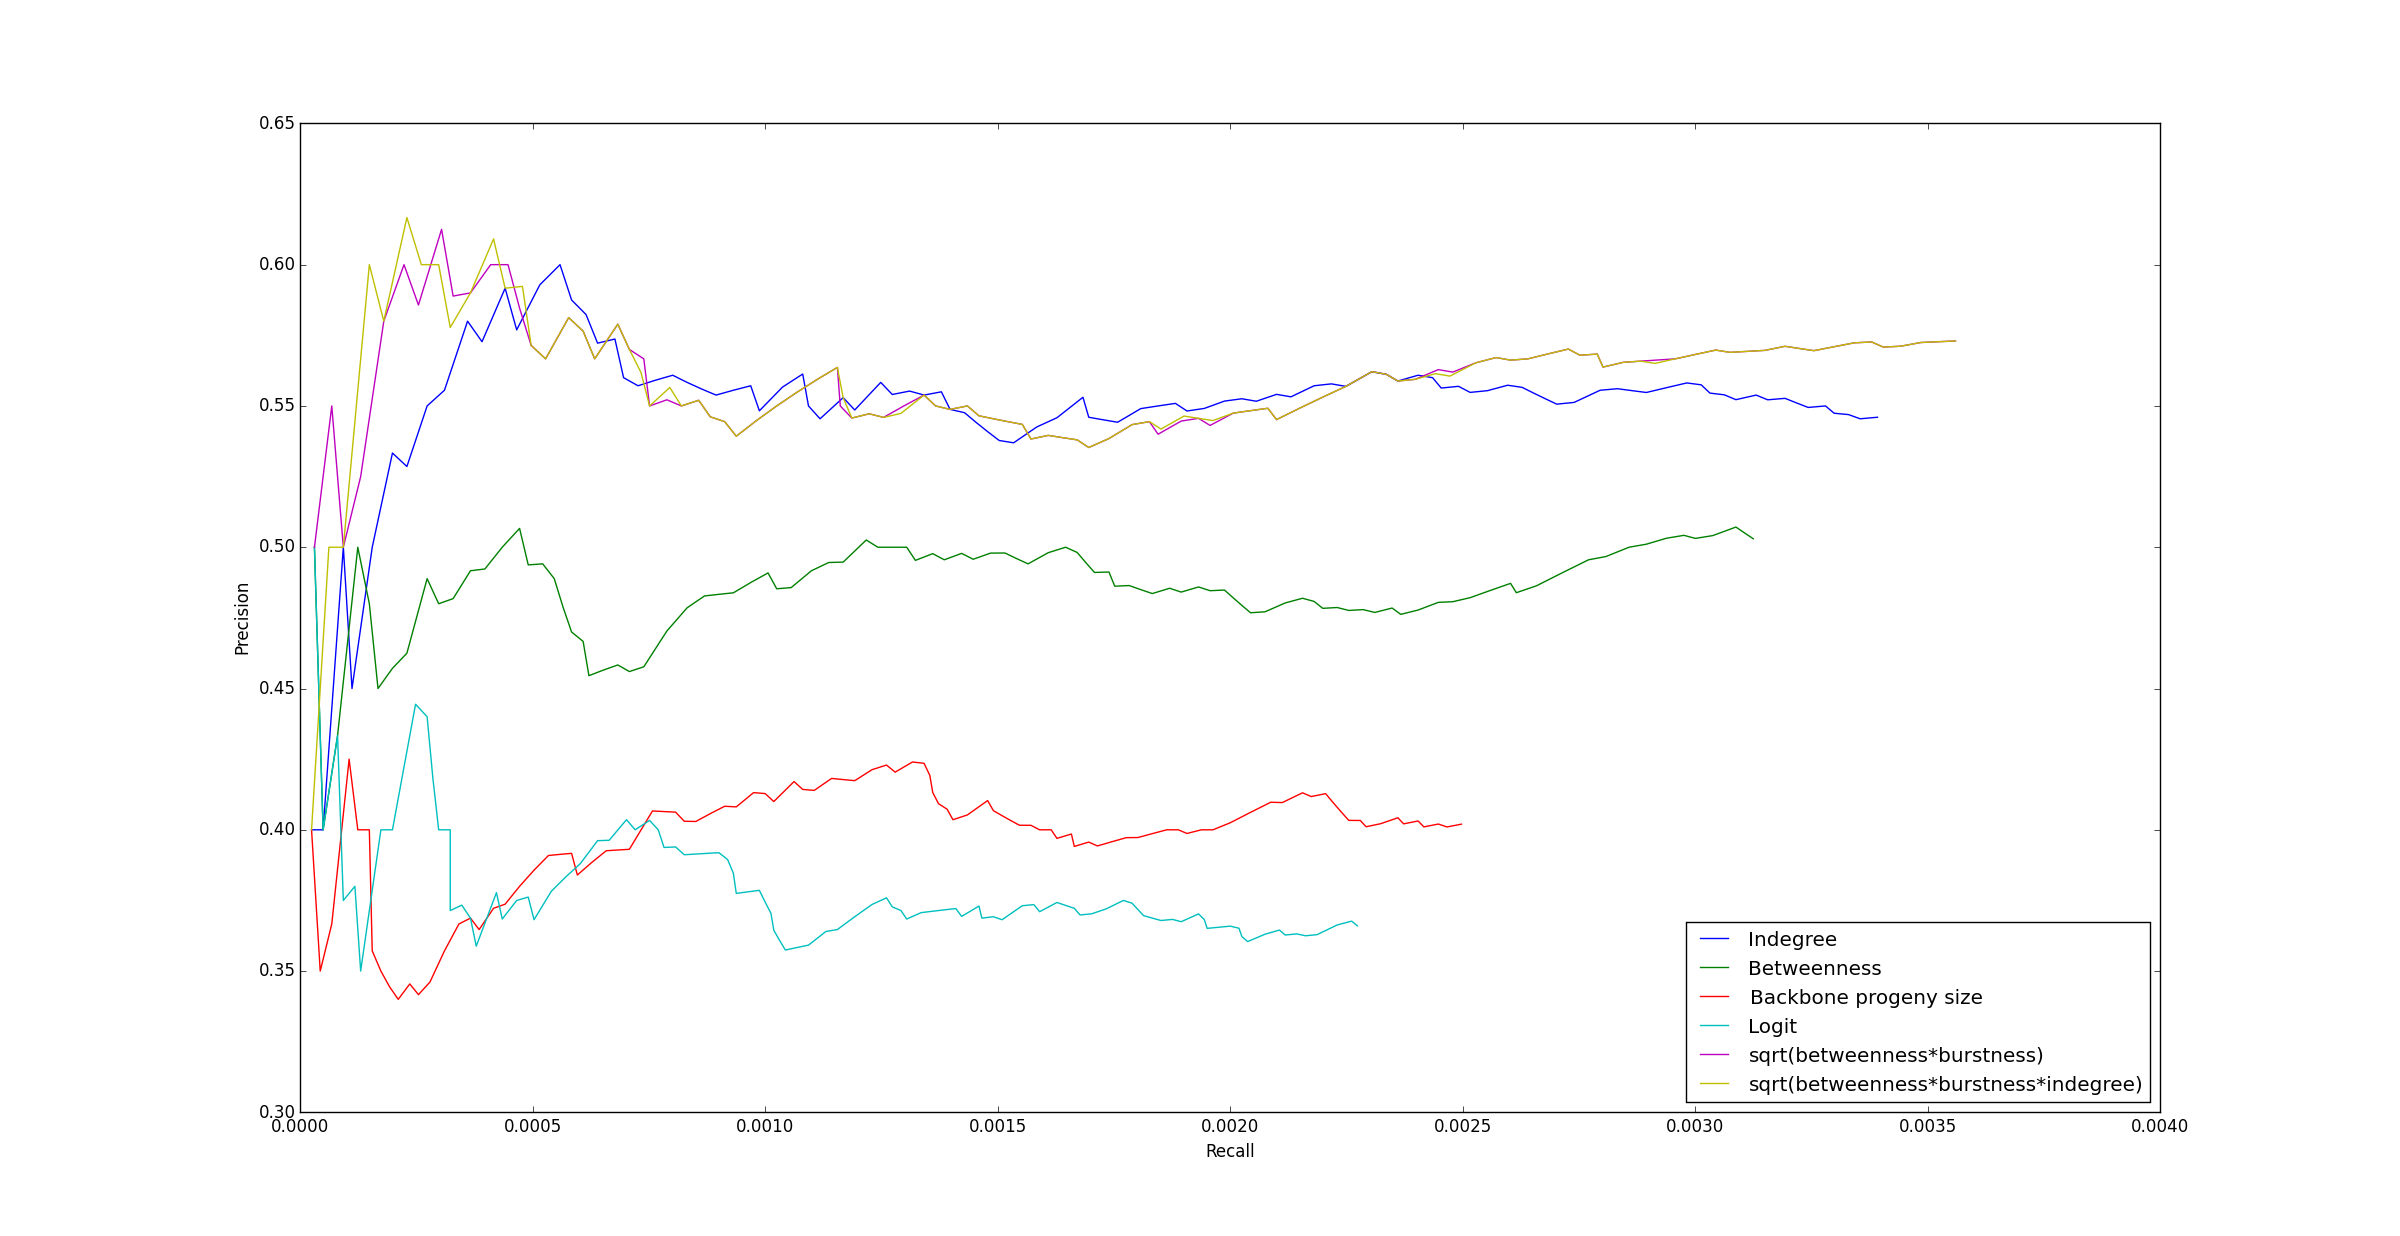 0.65
0.60
0.55
0.50
0.45
0.40
0.35
0.30
Precision
0.0000 0.0005 0.0010 0.0015 0.0020 0.0025 0.0030 0.0035 0.0040
Recall
Indegree
Betweenness
Backbone progeny size
Logit
sqrt(betweenness*burstness)
sqrt(betweenness*burstness*indegree)